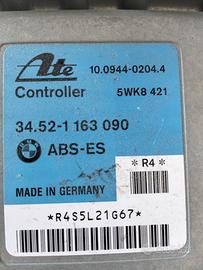 Ate 10.0944-0204.4
Controller 5WK8 421
34.52-1 163 090
BMW ABS-ES
*R4*
MADE IN GERMANY
*R4S5L21G67*